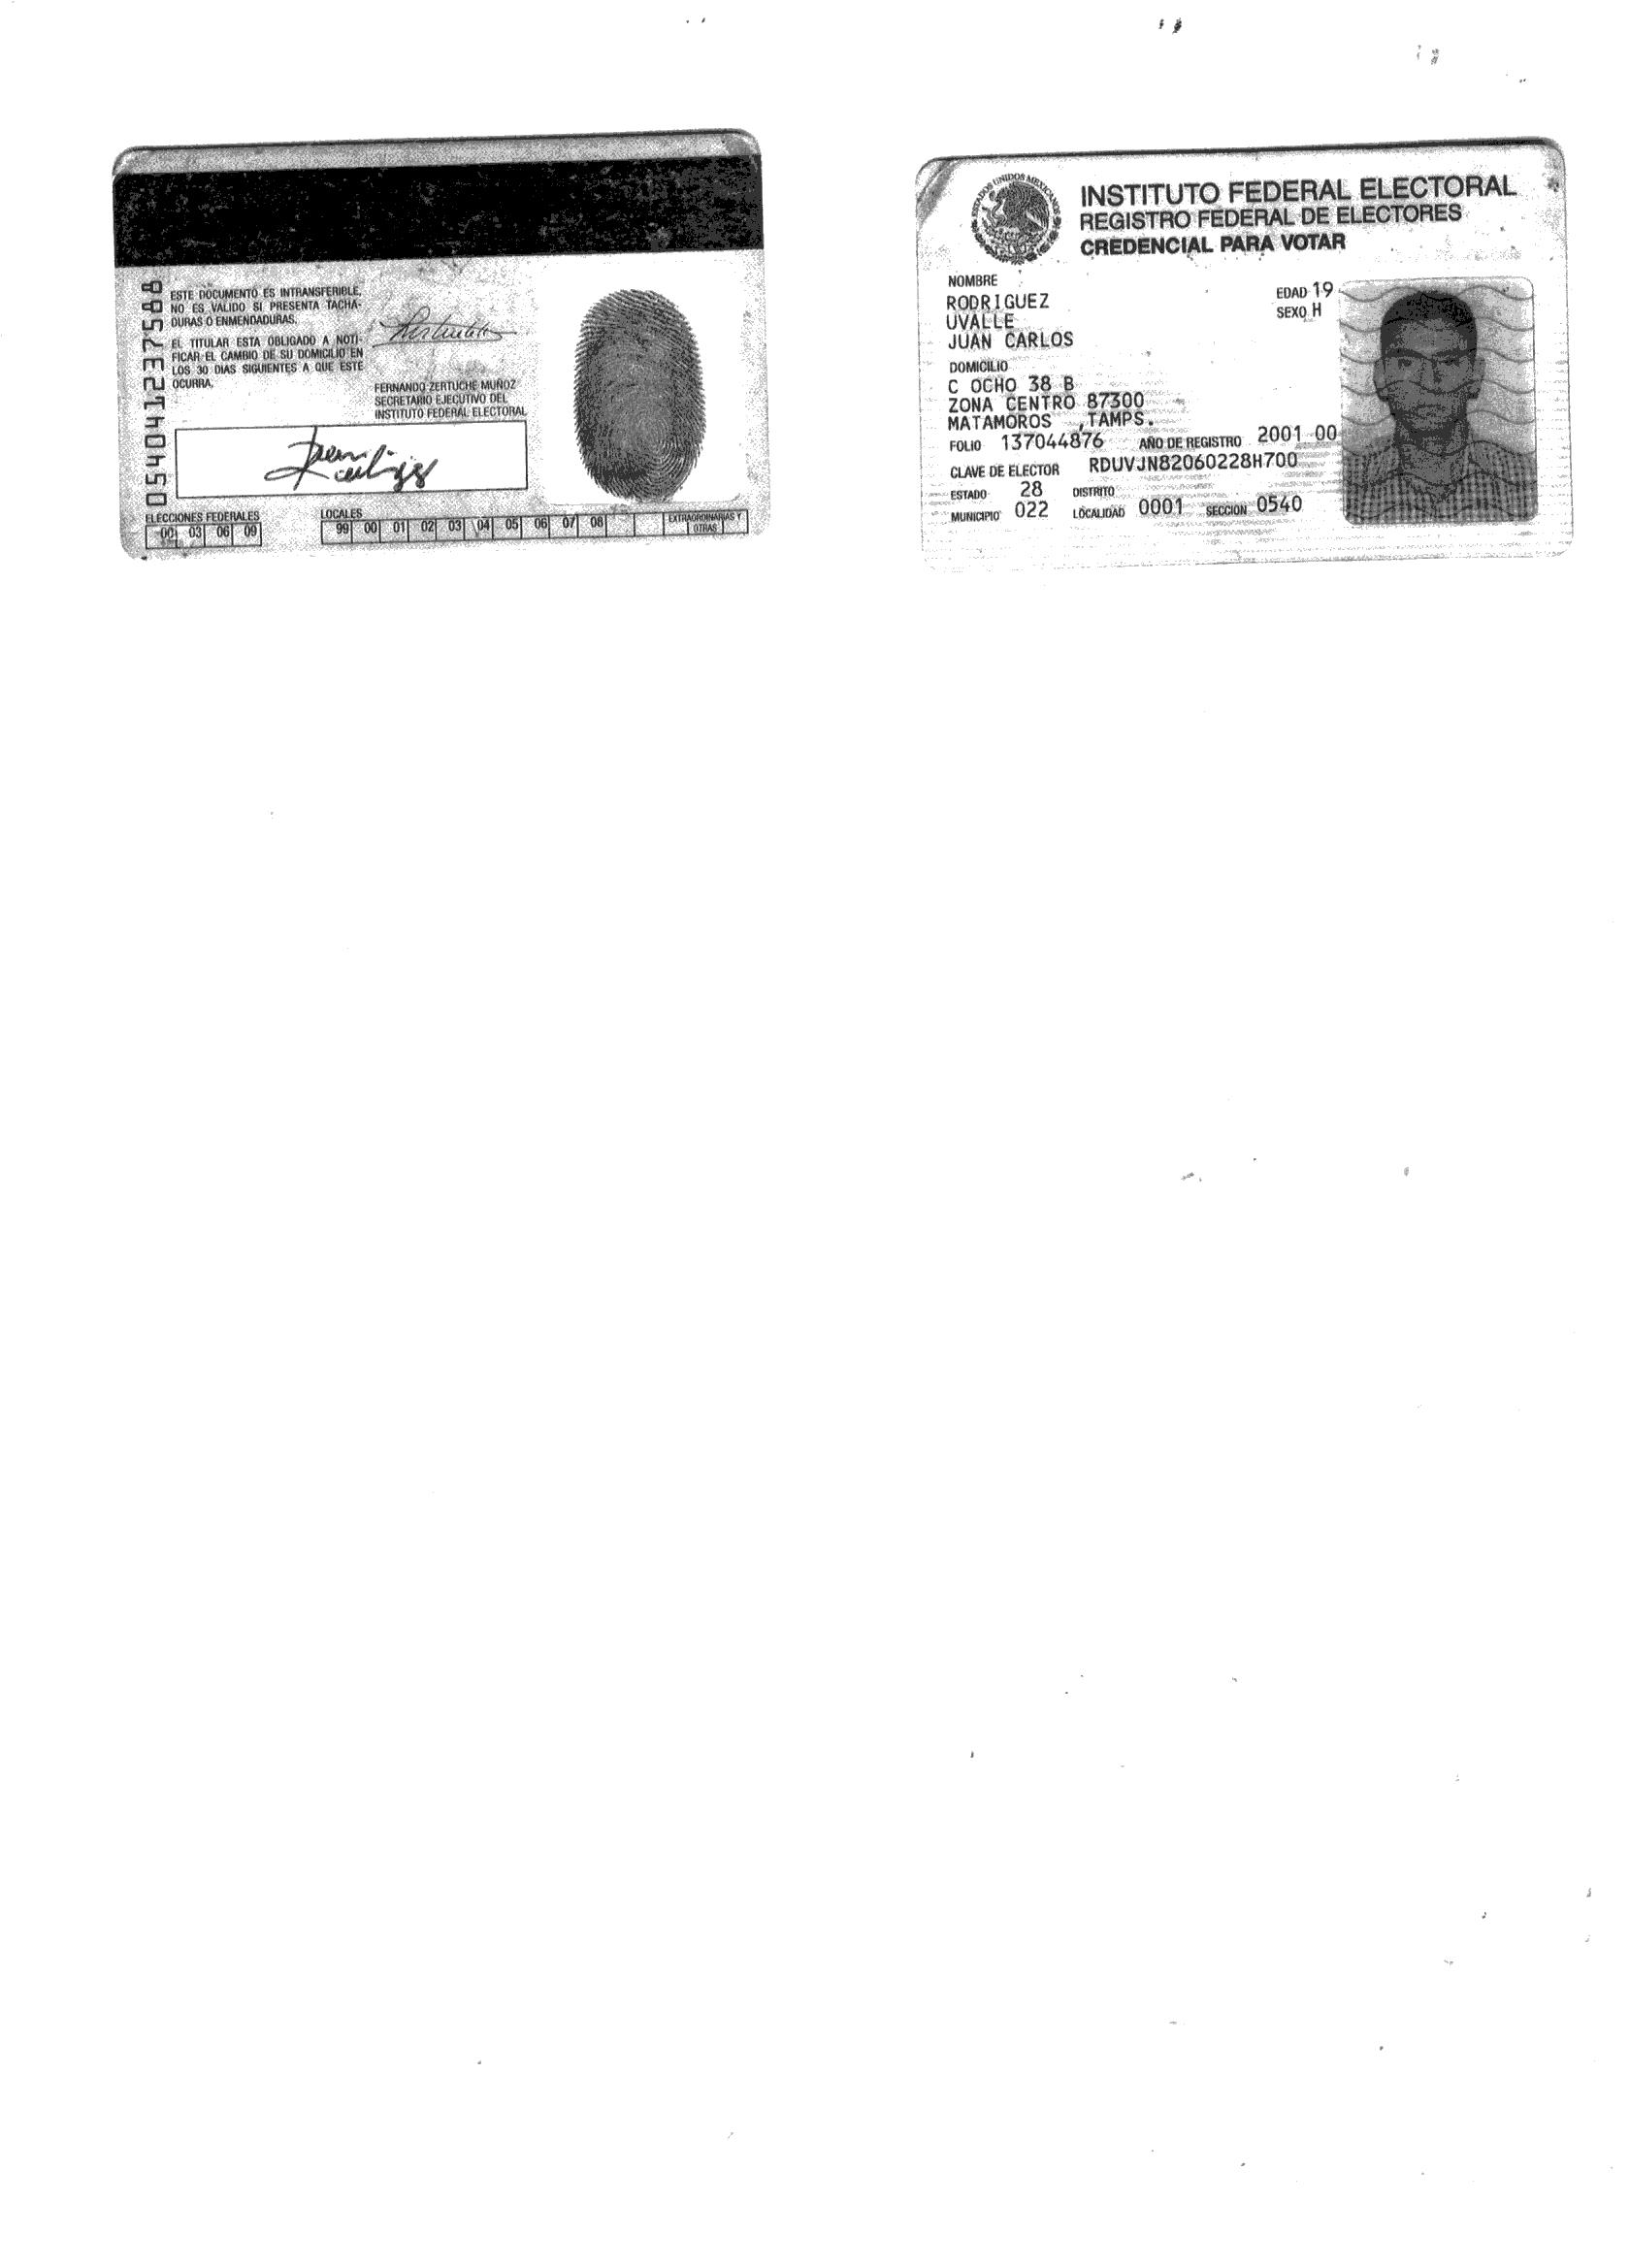 ESTE DOCUMENTO ES INTRANSFERIBLE,
NO ES VALIDO SI PRESENTA TACHA-
DURAS O ENMENDADURAS.
EL TITULAR ESTA OBLIGADO A NOTI-
FICAR EL CAMBIO DE SU DOMICILIO EN
LOS 30 DIAS SIGUIENTES A QUE ESTE
OCURRA.
FERNANDO ZERTUCHE MUÑOZ
SECRETARIO EJECUTIVO DEL
INSTITUTO FEDERAL ELECTORAL
0540412237588
Juan
ELECCIONES FEDERALES
00 03 06 09
LOCALES
99 00 01 02 03 04 05 06 07 08
EXTRAORDINARIAS Y
OTRAS
ESTADOS UNIDOS MEXICANOS
INSTITUTO FEDERAL ELECTORAL
REGISTRO FEDERAL DE ELECTORES
CREDENCIAL PARA VOTAR
NOMBRE
RODRIGUEZ
UVALLE
JUAN CARLOS
EDAD 19
SEXO H
DOMICILIO
C OCHO 38 B
ZONA CENTRO 87300
MATAMOROS ,TAMPS.
FOLIO 137044876 AÑO DE REGISTRO 2001 00
CLAVE DE ELECTOR RDUVJN82060228H700
ESTADO 28 DISTRITO
MUNICIPIO 022 LOCALIDAD 0001 SECCION 0540